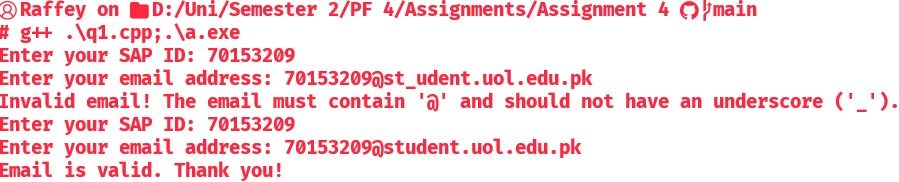 Raffey on D:/Uni/Semester 2/PF 4/Assignments/Assignment 4 main
# g++ .\q1.cpp;.\a.exe
Enter your SAP ID: 70153209
Enter your email address: 70153209@st_udent.uol.edu.pk
Invalid email! The email must contain '@' and should not have an underscore ('_').
Enter your SAP ID: 70153209
Enter your email address: 70153209@student.uol.edu.pk
Email is valid. Thank you!